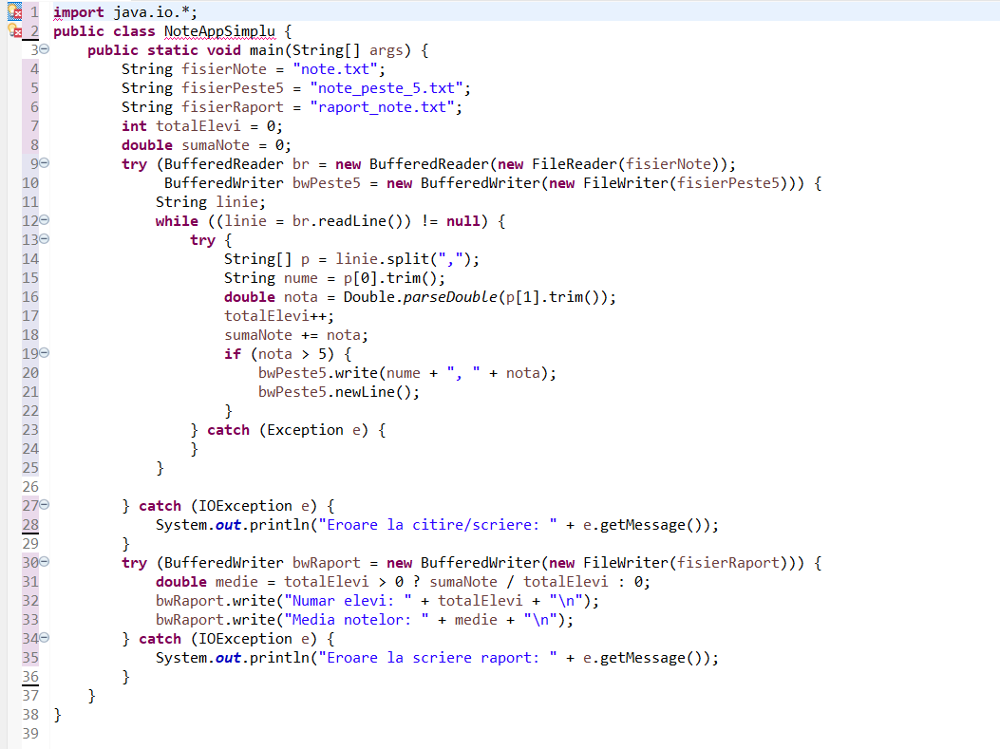 1 import java.io.*;
2 public class NoteAppSimplu {
3     public static void main(String[] args) {
4         String fisierNote = "note.txt";
5         String fisierPeste5 = "note_peste_5.txt";
6         String fisierRaport = "raport_note.txt";
7         int totalElevi = 0;
8         double sumaNote = 0;
9         try (BufferedReader br = new BufferedReader(new FileReader(fisierNote));
10              BufferedWriter bwPeste5 = new BufferedWriter(new FileWriter(fisierPeste5))) {
11             String linie;
12             while ((linie = br.readLine()) != null) {
13                 try {
14                     String[] p = linie.split(",");
15                     String nume = p[0].trim();
16                     double nota = Double.parseDouble(p[1].trim());
17                     totalElevi++;
18                     sumaNote += nota;
19                     if (nota > 5) {
20                         bwPeste5.write(nume + ", " + nota);
21                         bwPeste5.newLine();
22                     }
23                 } catch (Exception e) {
24                 }
25             }
26
27         } catch (IOException e) {
28             System.out.println("Eroare la citire/scriere: " + e.getMessage());
29         }
30         try (BufferedWriter bwRaport = new BufferedWriter(new FileWriter(fisierRaport))) {
31             double medie = totalElevi > 0 ? sumaNote / totalElevi : 0;
32             bwRaport.write("Numar elevi: " + totalElevi + "\n");
33             bwRaport.write("Media notelor: " + medie + "\n");
34         } catch (IOException e) {
35             System.out.println("Eroare la scriere raport: " + e.getMessage());
36         }
37     }
38 }
39